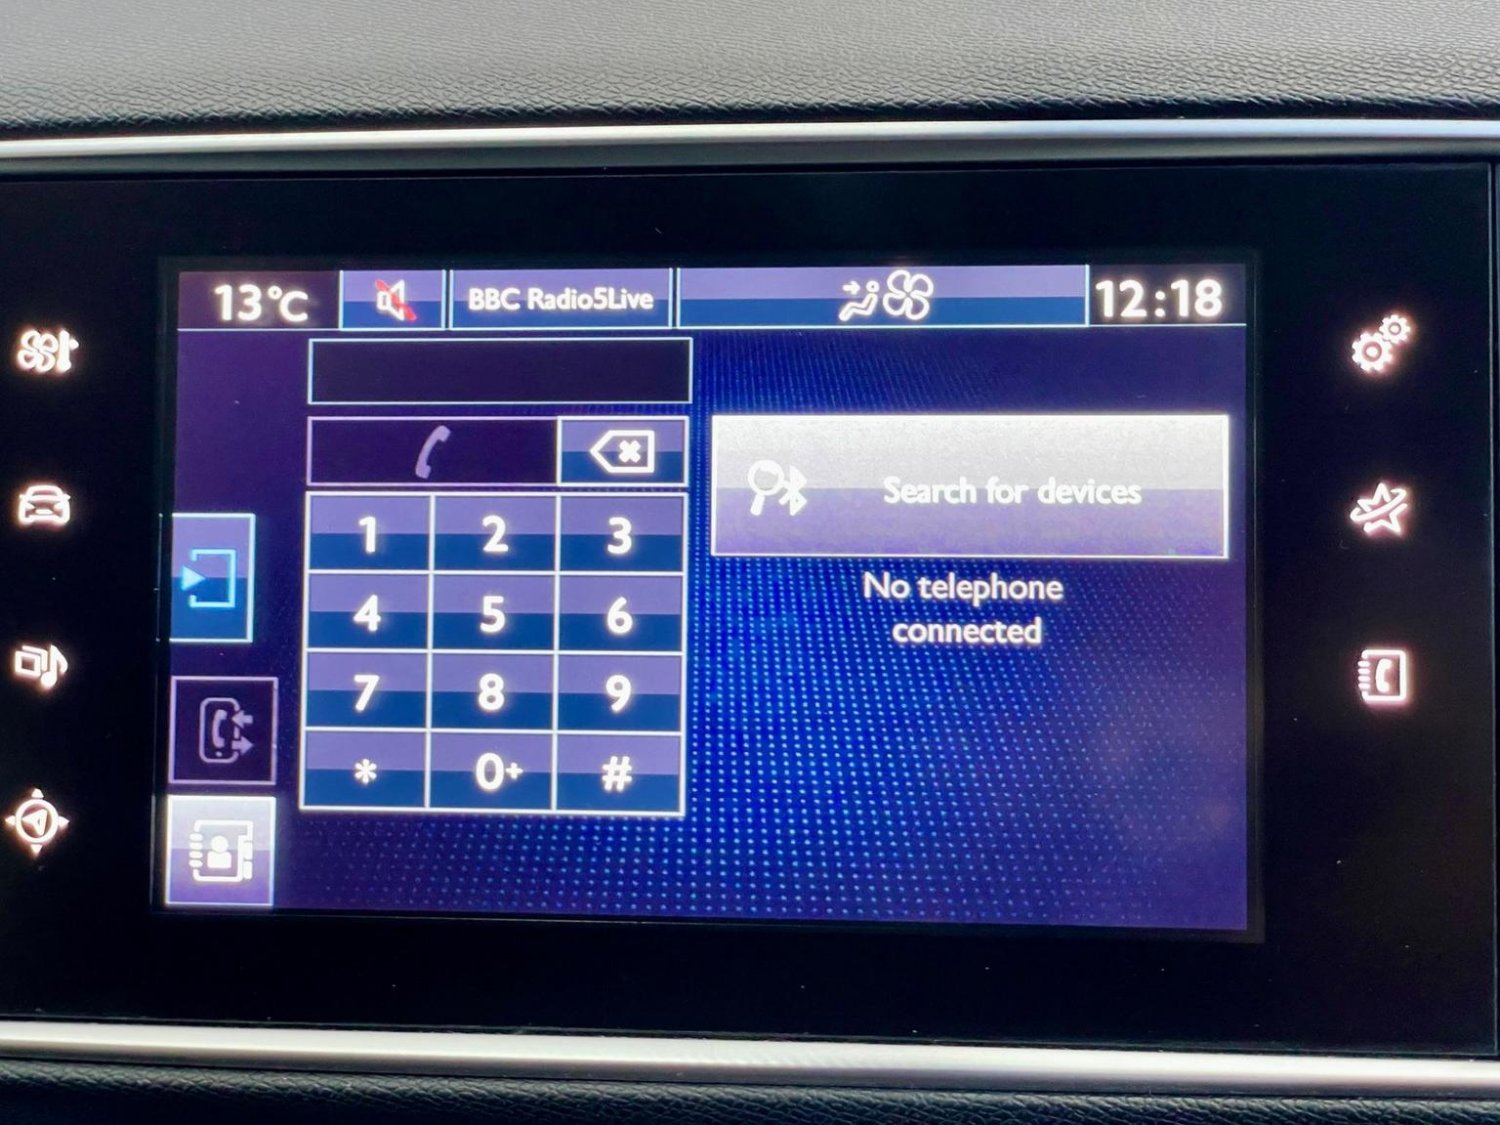 13°C
BBC Radio5Live
12:18
Search for devices
No telephone
connected
1 2 3
4 5 6
7 8 9
* 0+ #